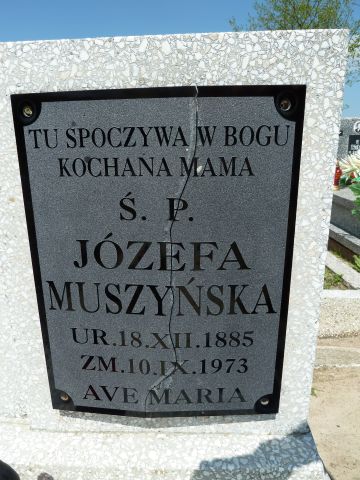 TU SPOCZYWA W BOGU
KOCHANA MAMA
Ś. P.
JÓZEFA
MUSZYŃSKA
UR. 18.XII.1885
ZM. 10.IX.1973
AVE MARIA